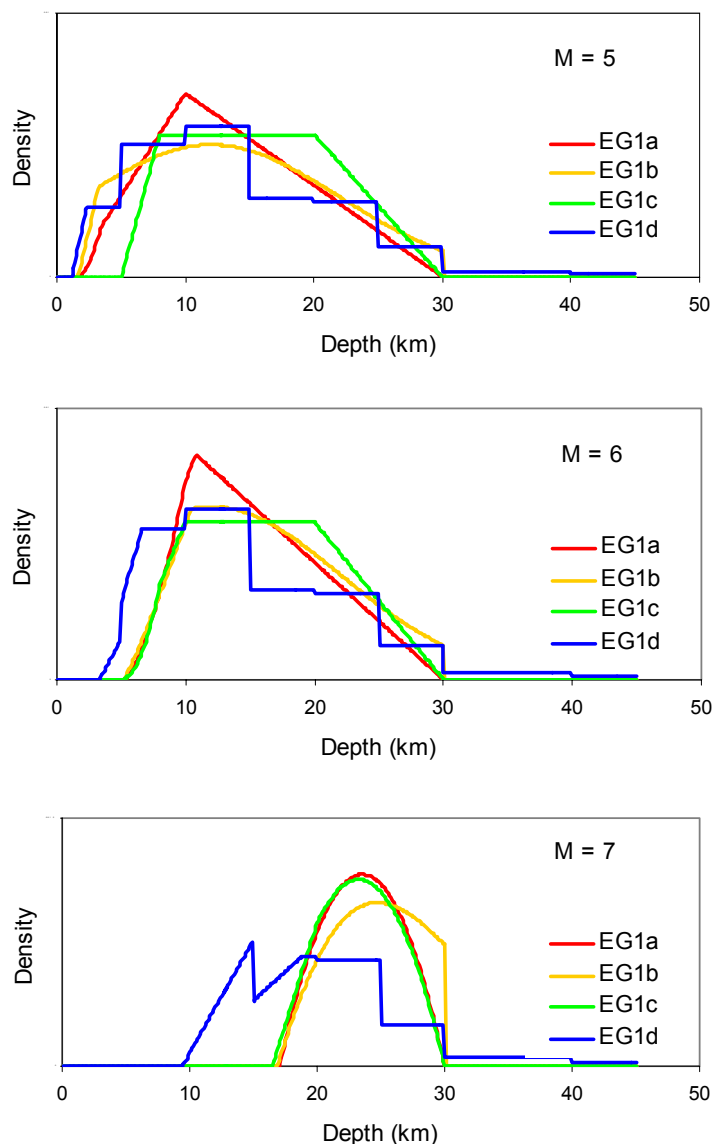 M = 5
Density
EG1a
EG1b
EG1c
EG1d
0 10 20 30 40 50
Depth (km)
M = 6
Density
EG1a
EG1b
EG1c
EG1d
0 10 20 30 40 50
Depth (km)
M = 7
Density
EG1a
EG1b
EG1c
EG1d
0 10 20 30 40 50
Depth (km)